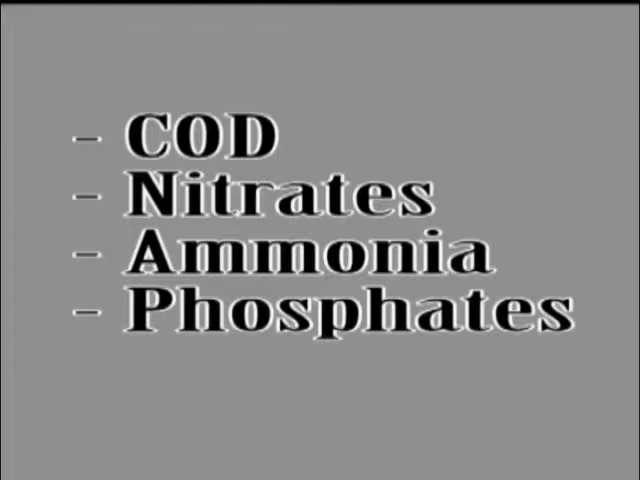 - COD
- Nitrates
- Ammonia
- Phosphates